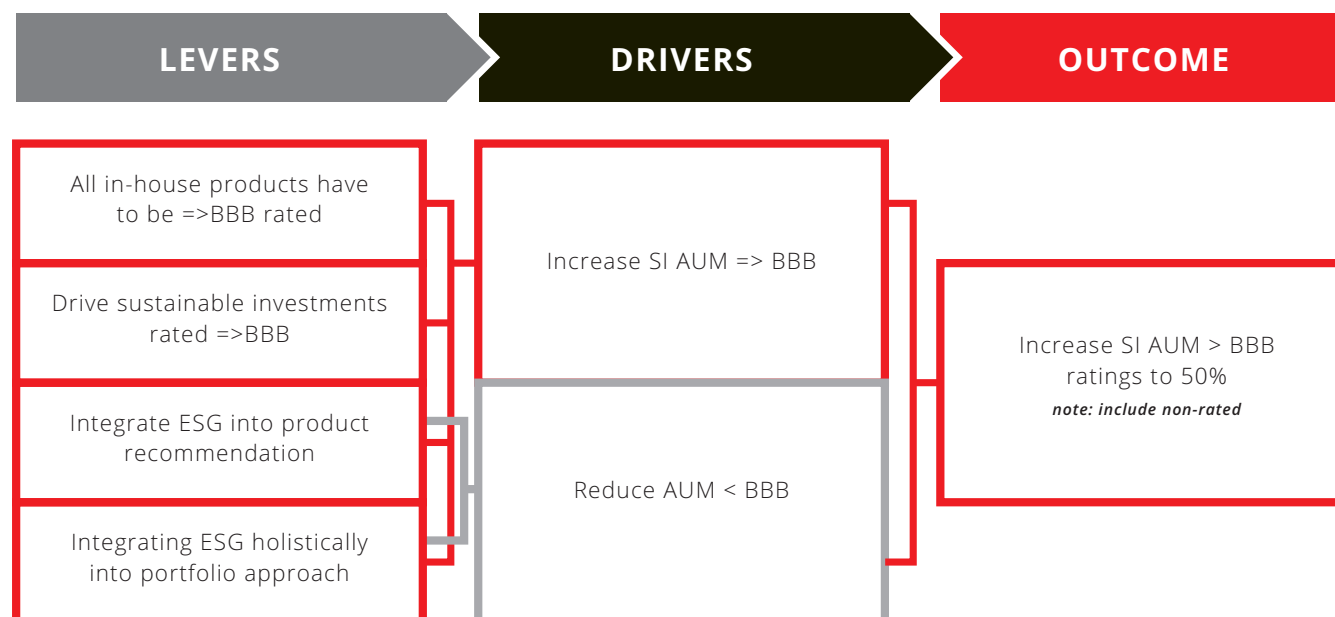 LEVERS
DRIVERS
OUTCOME
All in-house products have
to be =>BBB rated
Drive sustainable investments
rated =>BBB
Integrate ESG into product
recommendation
Integrating ESG holistically
into portfolio approach
Increase SI AUM => BBB
Reduce AUM < BBB
Increase SI AUM > BBB
ratings to 50%
note: include non-rated